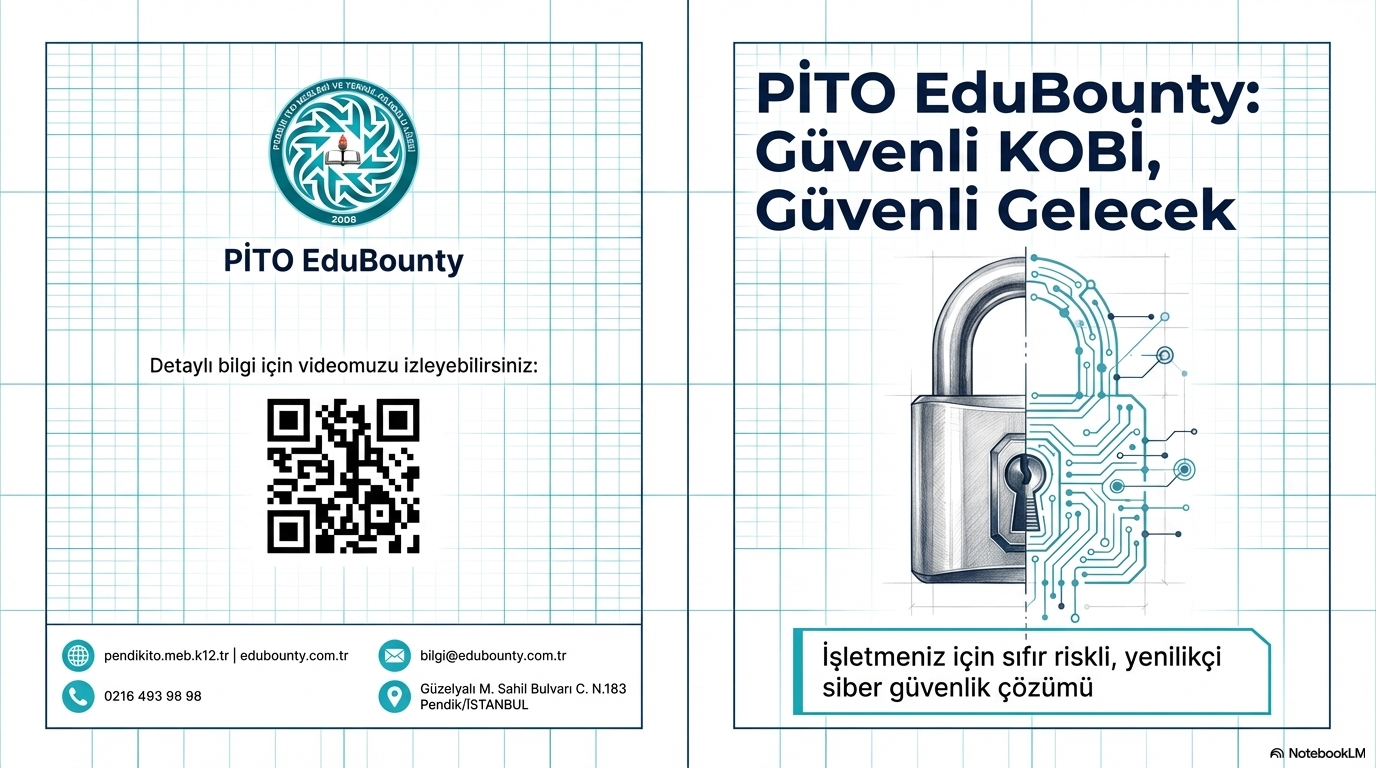 2008
PİTO EduBounty
Detaylı bilgi için videomuzu izleyebilirsiniz:
pendikito.meb.k12.tr | edubounty.com.tr
bilgi@edubounty.com.tr
0216 493 98 98
Güzelyalı M. Sahil Bulvarı C. N.183
Pendik/İSTANBUL
PİTO EduBounty:
Güvenli KOBİ,
Güvenli Gelecek
İşletmeniz için sıfır riskli, yenilikçi
siber güvenlik çözümü
NotebookLM